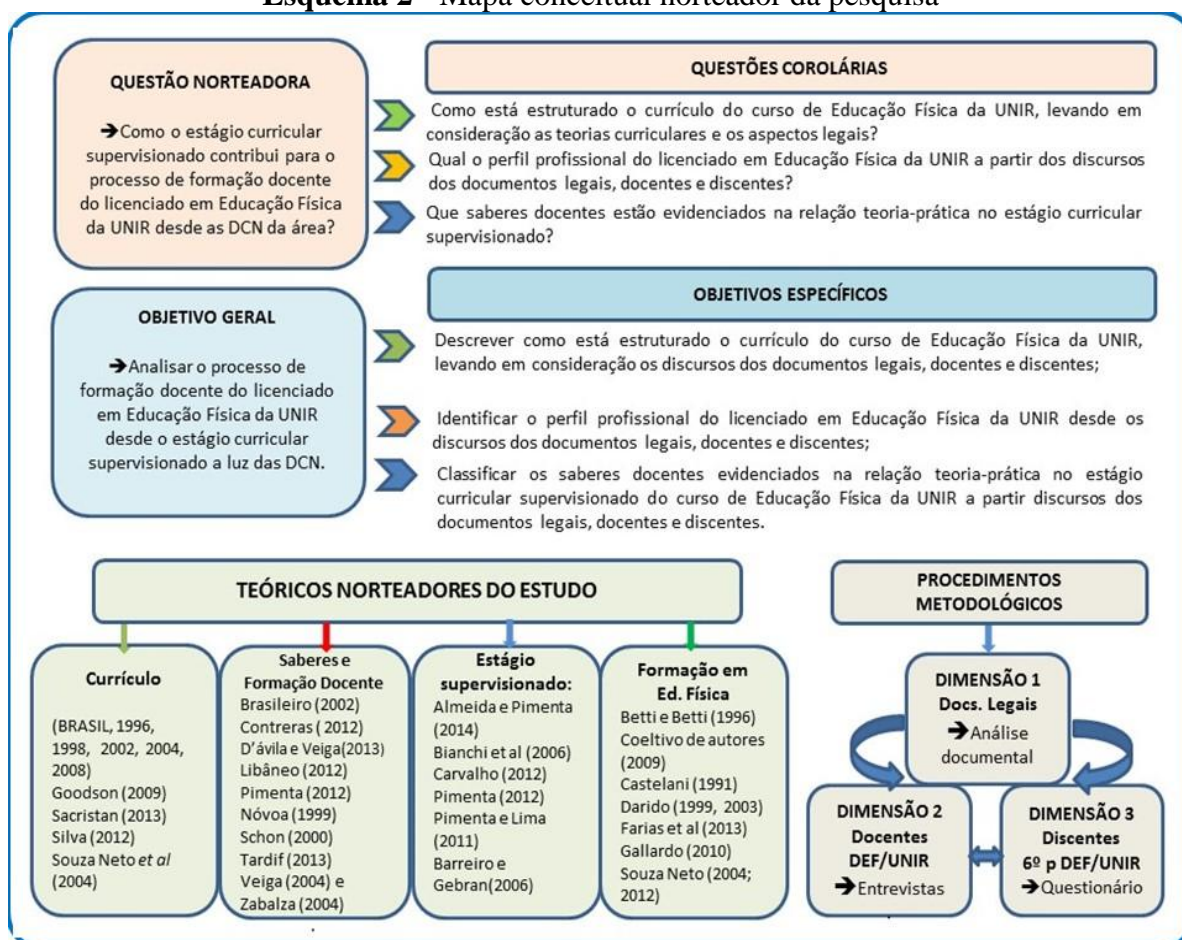 Esquema 2 - Mapa conceitual norteador da pesquisa
QUESTÃO NORTEADORA
➔Como o estágio curricular
supervisionado contribui para o
processo de formação docente
do licenciado em Educação Física
da UNIR desde as DCN da área?
QUESTÕES COROLÁRIAS
Como está estruturado o currículo do curso de Educação Física da UNIR, levando em
consideração as teorias curriculares e os aspectos legais?
Qual o perfil profissional do licenciado em Educação Física da UNIR a partir dos discursos
dos documentos legais, docentes e discentes?
Que saberes docentes estão evidenciados na relação teoria-prática no estágio curricular
supervisionado?
OBJETIVO GERAL
➔Analisar o processo de
formação docente do licenciado
em Educação Física da UNIR
desde o estágio curricular
supervisionado a luz das DCN.
OBJETIVOS ESPECÍFICOS
Descrever como está estruturado o currículo do curso de Educação Física da UNIR,
levando em consideração os discursos dos documentos legais, docentes e discentes;
Identificar o perfil profissional do licenciado em Educação Física da UNIR desde os
discursos dos documentos legais, docentes e discentes;
Classificar os saberes docentes evidenciados na relação teoria-prática no estágio
curricular supervisionado do curso de Educação Física da UNIR a partir discursos dos
documentos legais, docentes e discentes.
TEÓRICOS NORTEADORES DO ESTUDO
Currículo
(BRASIL, 1996,
1998, 2002, 2004,
2008)
Goodson (2009)
Sacristan (2013)
Silva (2012)
Souza Neto et al
(2004)
Saberes e
Formação Docente
Brasileiro (2002)
Contreras ( 2012)
D'ávila e Veiga(2013)
Libâneo (2012)
Pimenta (2012)
Nóvoa (1999)
Schon (2000)
Tardif (2013)
Veiga (2004) e
Zabalza (2004)
Estágio
supervisionado:
Almeida e Pimenta
(2014)
Bianchi et al (2006)
Carvalho (2012)
Pimenta (2012)
Pimenta e Lima
(2011)
Barreiro e
Gebran(2006)
Formação em
Ed. Física
Betti e Betti (1996)
Coeltivo de autores
(2009)
Castelani (1991)
Darido (1999, 2003)
Farias et al (2013)
Gallardo (2010)
Souza Neto (2004;
2012)
PROCEDIMENTOS
METODOLÓGICOS
DIMENSÃO 1
Docs. Legais
➔Análise
documental
DIMENSÃO 2
Docentes
DEF/UNIR
➔Entrevistas
DIMENSÃO 3
Discentes
6º p DEF/UNIR
➔Questionário